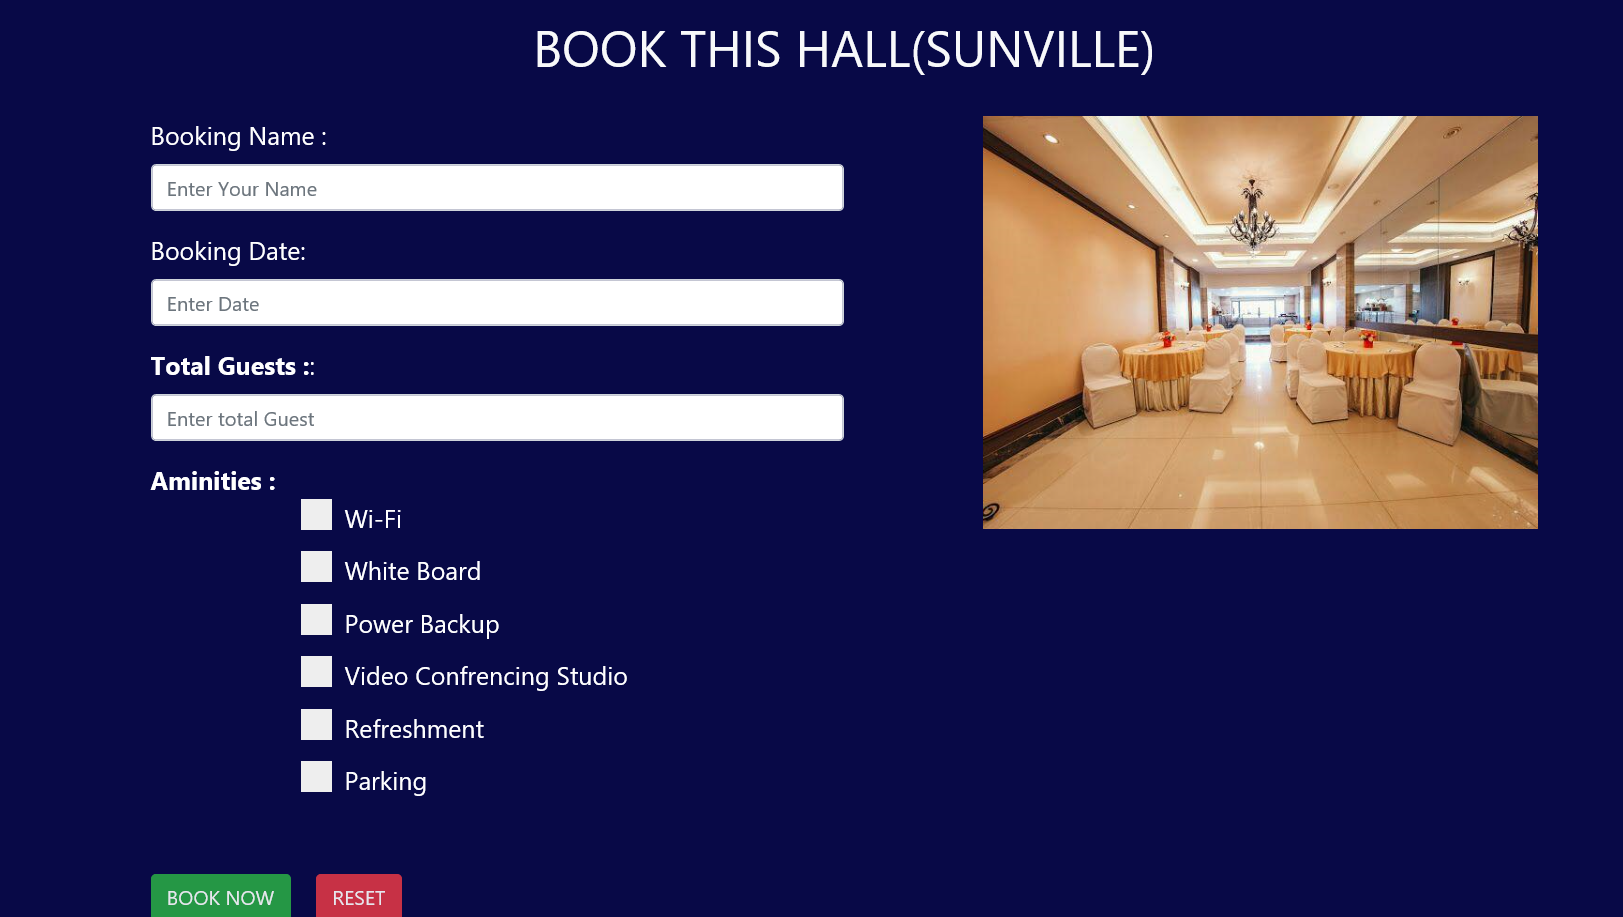 BOOK THIS HALL(SUNVILLE)
Booking Name :
Enter Your Name
Booking Date:
Enter Date
Total Guests ::
Enter total Guest
Aminities :
Wi-Fi
White Board
Power Backup
Video Confrencing Studio
Refreshment
Parking
BOOK NOW RESET